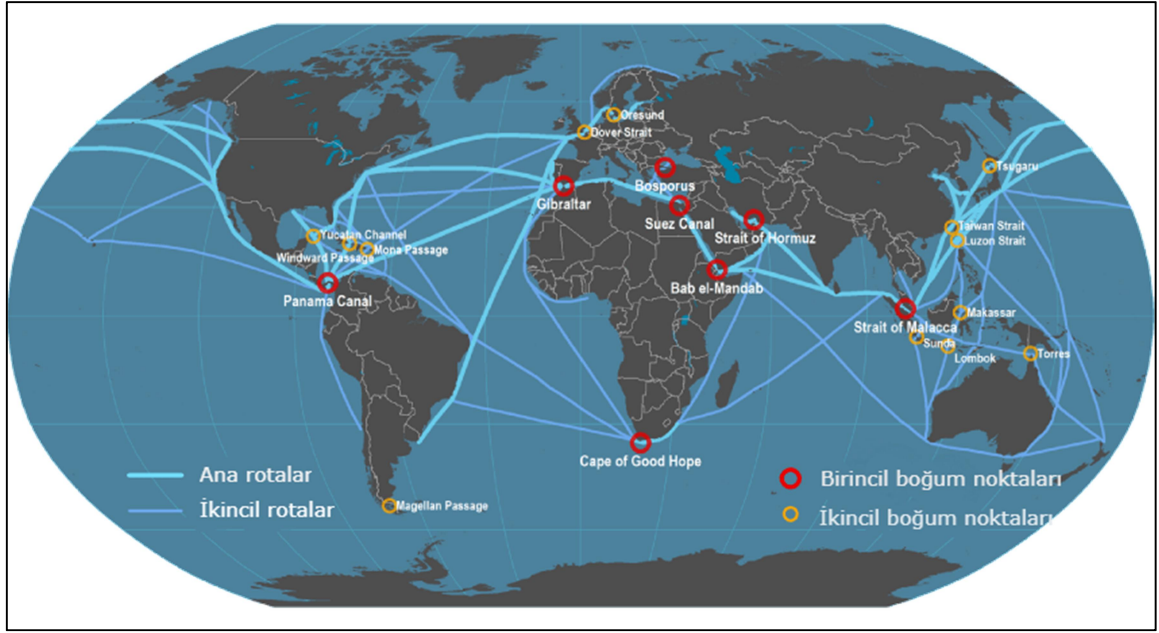 Oresund
Dover Strait
Tsugaru
Bosporus
Gibraltar
Suez Canal
Strait of Hormuz
Taiwan Strait
Luzon Strait
Yucatan Channel
Windward Passage
Mona Passage
Panama Canal
Bab el-Mandab
Strait of Malacca
Makassar
Sunda
Lombok
Torres
Cape of Good Hope
Magellan Passage
Ana rotalar
İkincil rotalar
Birincil boğum noktaları
İkincil boğum noktaları